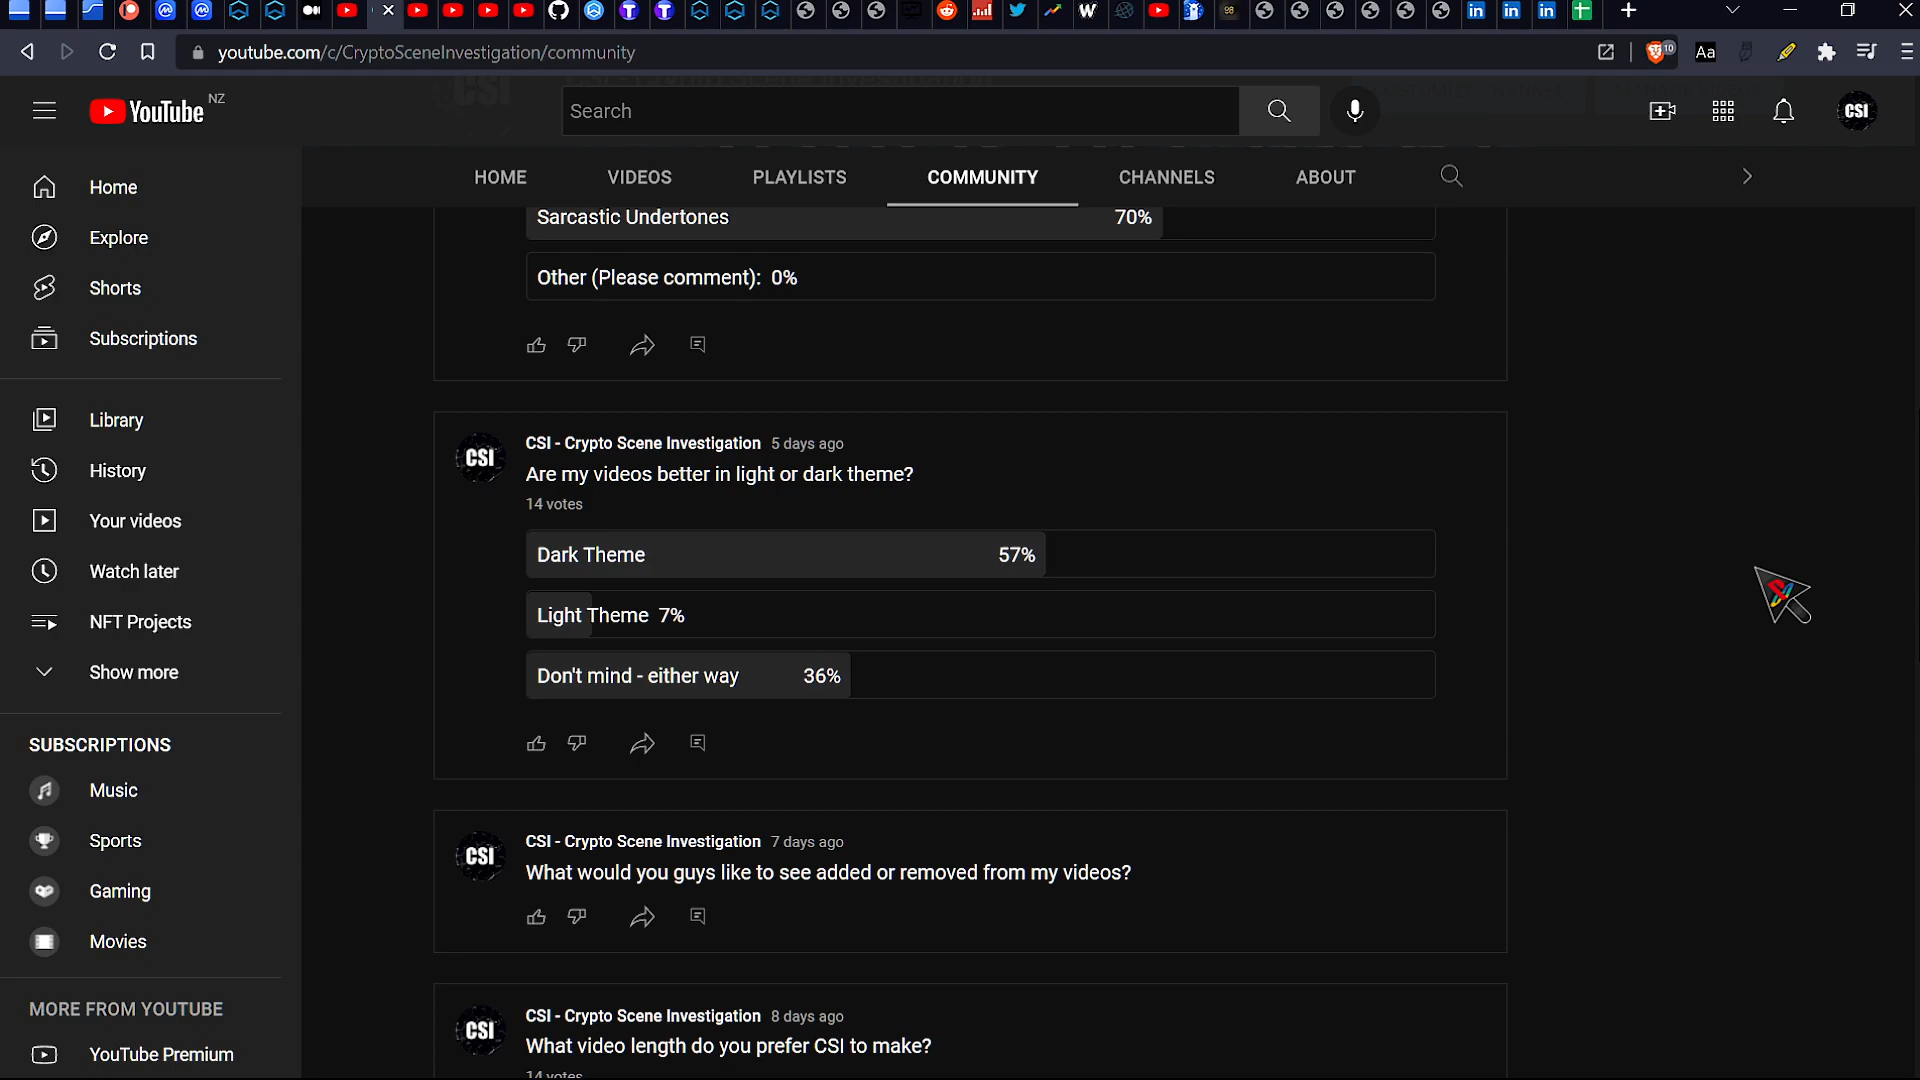 youtube.com/c/CryptoSceneInvestigation/community
10
Aa
YouTube NZ
Search
CSI
HOME
VIDEOS
PLAYLISTS
COMMUNITY
CHANNELS
ABOUT
Home
Explore
Shorts
Subscriptions
Library
History
Your videos
Watch later
NFT Projects
Show more
SUBSCRIPTIONS
Music
Sports
Gaming
Movies
MORE FROM YOUTUBE
YouTube Premium
Sarcastic Undertones 70%
Other (Please comment): 0%
CSI
CSI - Crypto Scene Investigation 5 days ago
Are my videos better in light or dark theme?
14 votes
Dark Theme 57%
Light Theme 7%
Don't mind - either way 36%
CSI
CSI - Crypto Scene Investigation 7 days ago
What would you guys like to see added or removed from my videos?
CSI
CSI - Crypto Scene Investigation 8 days ago
What video length do you prefer CSI to make?
14 votes